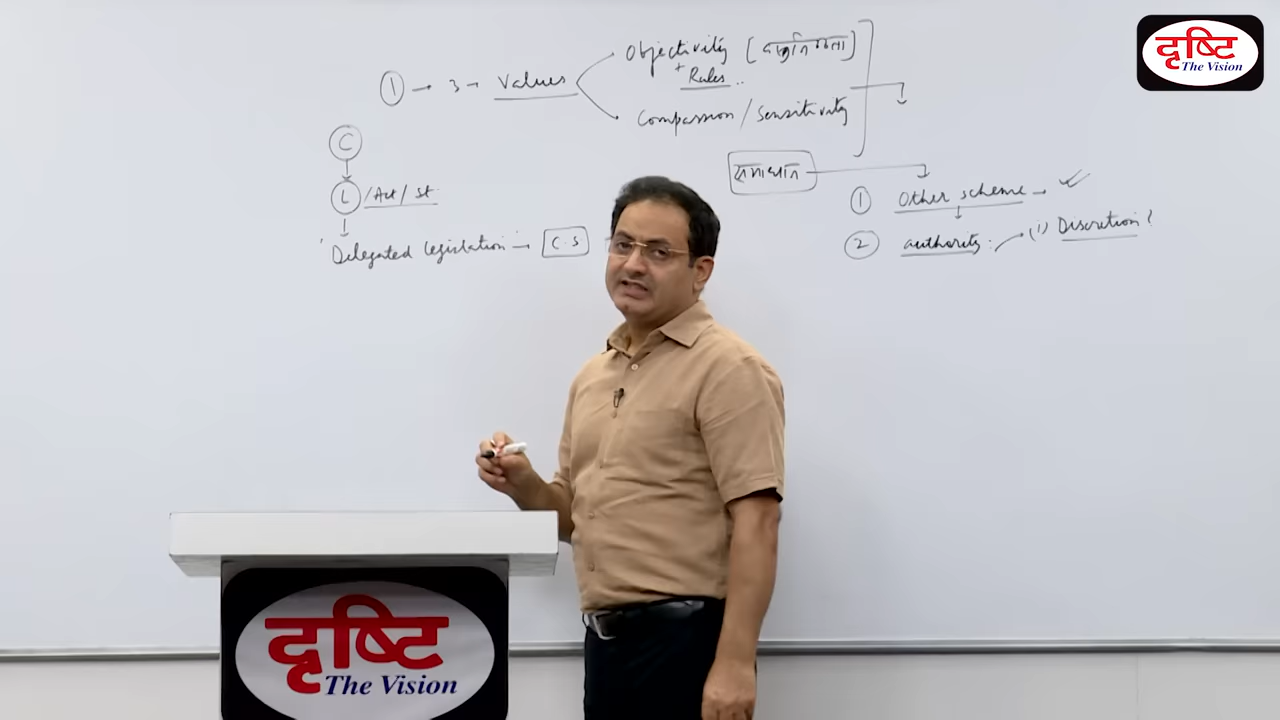 दृष्टि
The Vision
① → 3 → Values
Objectivity [वस्तुनिष्ठता]
+ Rules ..
Compassion / Sensitivity
समाधान
① Other scheme → ✓
② authority: (1) Discretion?
C
L / Act / St
'Delegated legislation' → C.S
दृष्टि
The Vision